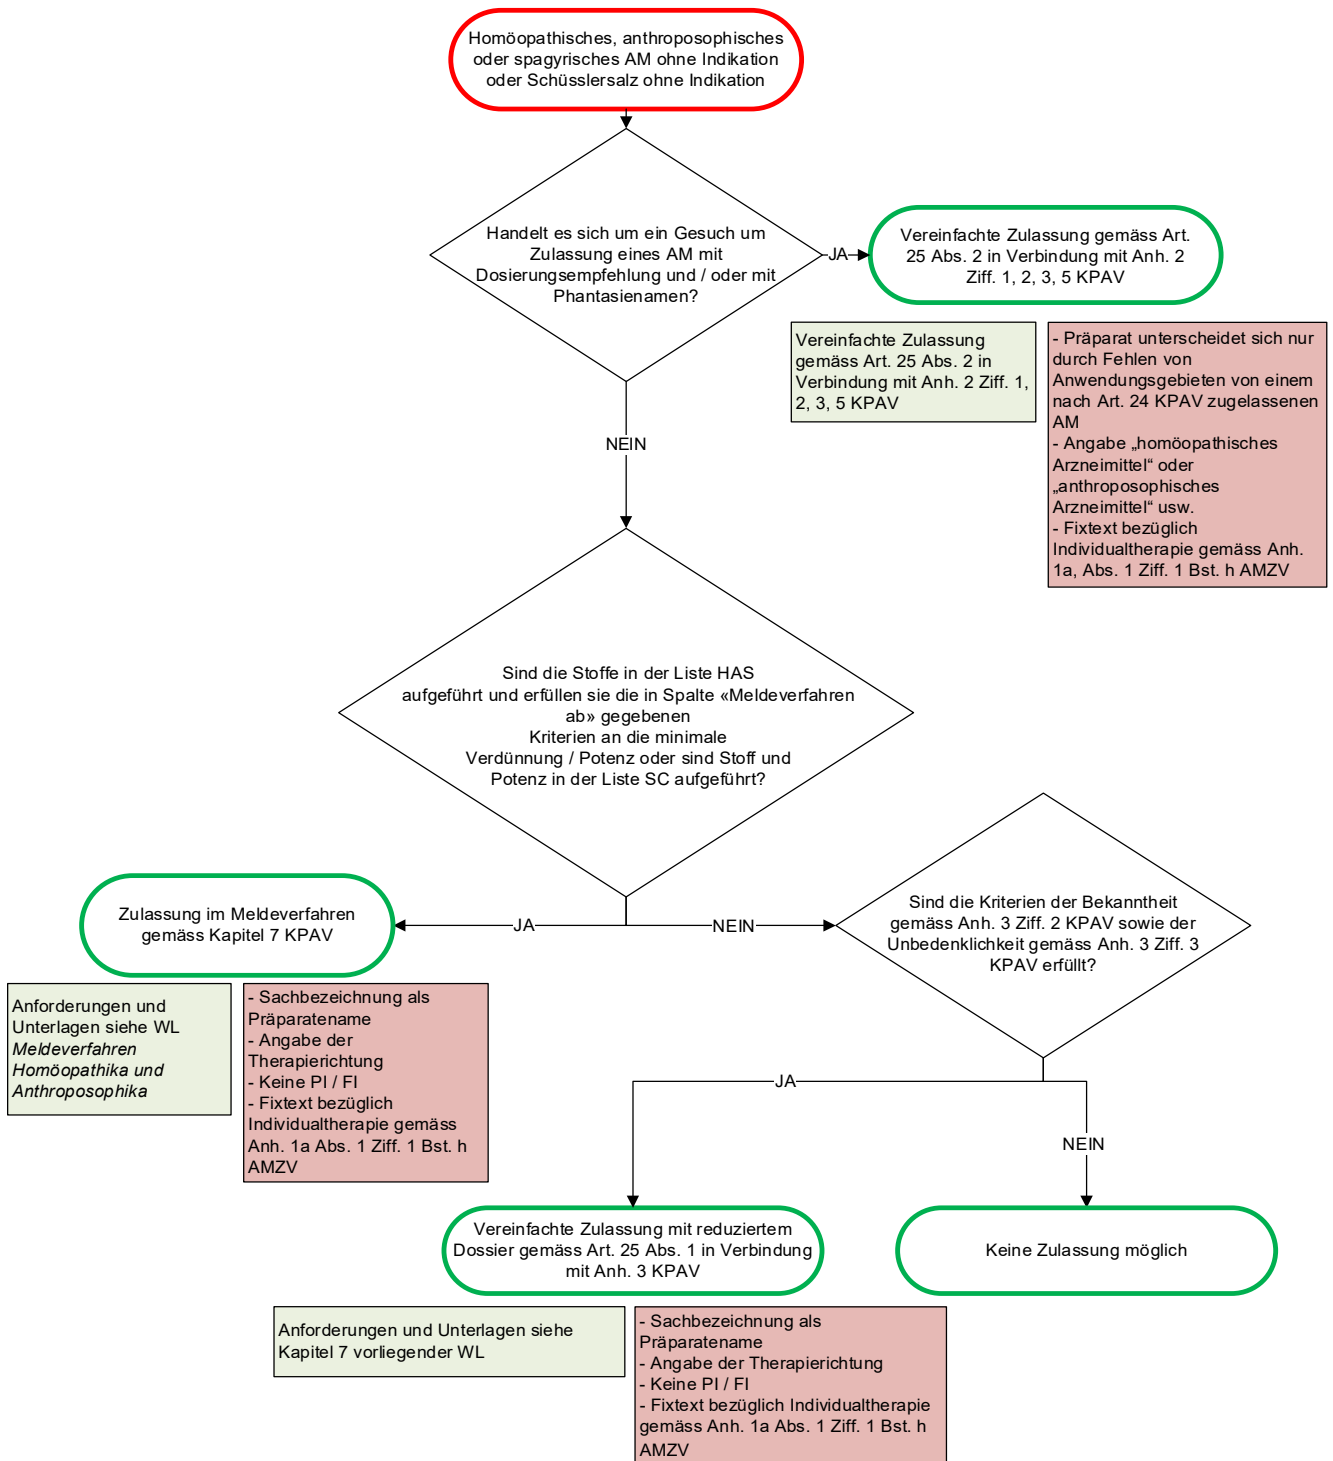 Homöopathisches, anthroposophisches
oder spagyrisches AM ohne Indikation
oder Schüsslersalz ohne Indikation
Handelt es sich um ein Gesuch um
Zulassung eines AM mit
Dosierungsempfehlung und / oder mit
Phantasienamen?
JA
Vereinfachte Zulassung gemäss Art.
25 Abs. 2 in Verbindung mit Anh. 2
Ziff. 1, 2, 3, 5 KPAV
Vereinfachte Zulassung
gemäss Art. 25 Abs. 2 in
Verbindung mit Anh. 2 Ziff. 1,
2, 3, 5 KPAV
- Präparat unterscheidet sich nur
durch Fehlen von
Anwendungsgebieten von einem
nach Art. 24 KPAV zugelassenen
AM
- Angabe „homöopathisches
Arzneimittel“ oder
„anthroposophisches
Arzneimittel“ usw.
- Fixtext bezüglich
Individualtherapie gemäss Anh.
1a, Abs. 1 Ziff. 1 Bst. h AMZV
NEIN
Sind die Stoffe in der Liste HAS
aufgeführt und erfüllen sie die in Spalte «Meldeverfahren
ab» gegebenen
Kriterien an die minimale
Verdünnung / Potenz oder sind Stoff und
Potenz in der Liste SC aufgeführt?
JA
NEIN
Zulassung im Meldeverfahren
gemäss Kapitel 7 KPAV
Anforderungen und
Unterlagen siehe WL
Meldeverfahren
Homöopathika und
Anthroposophika
- Sachbezeichnung als
Präparatename
- Angabe der
Therapierichtung
- Keine PI / FI
- Fixtext bezüglich
Individualtherapie gemäss
Anh. 1a Abs. 1 Ziff. 1 Bst. h
AMZV
Sind die Kriterien der Bekanntheit
gemäss Anh. 3 Ziff. 2 KPAV sowie der
Unbedenklichkeit gemäss Anh. 3 Ziff. 3
KPAV erfüllt?
JA
NEIN
Vereinfachte Zulassung mit reduziertem
Dossier gemäss Art. 25 Abs. 1 in Verbindung
mit Anh. 3 KPAV
Keine Zulassung möglich
Anforderungen und Unterlagen siehe
Kapitel 7 vorliegender WL
- Sachbezeichnung als
Präparatename
- Angabe der Therapierichtung
- Keine PI / FI
- Fixtext bezüglich Individualtherapie
gemäss Anh. 1a Abs. 1 Ziff. 1 Bst. h
AMZV